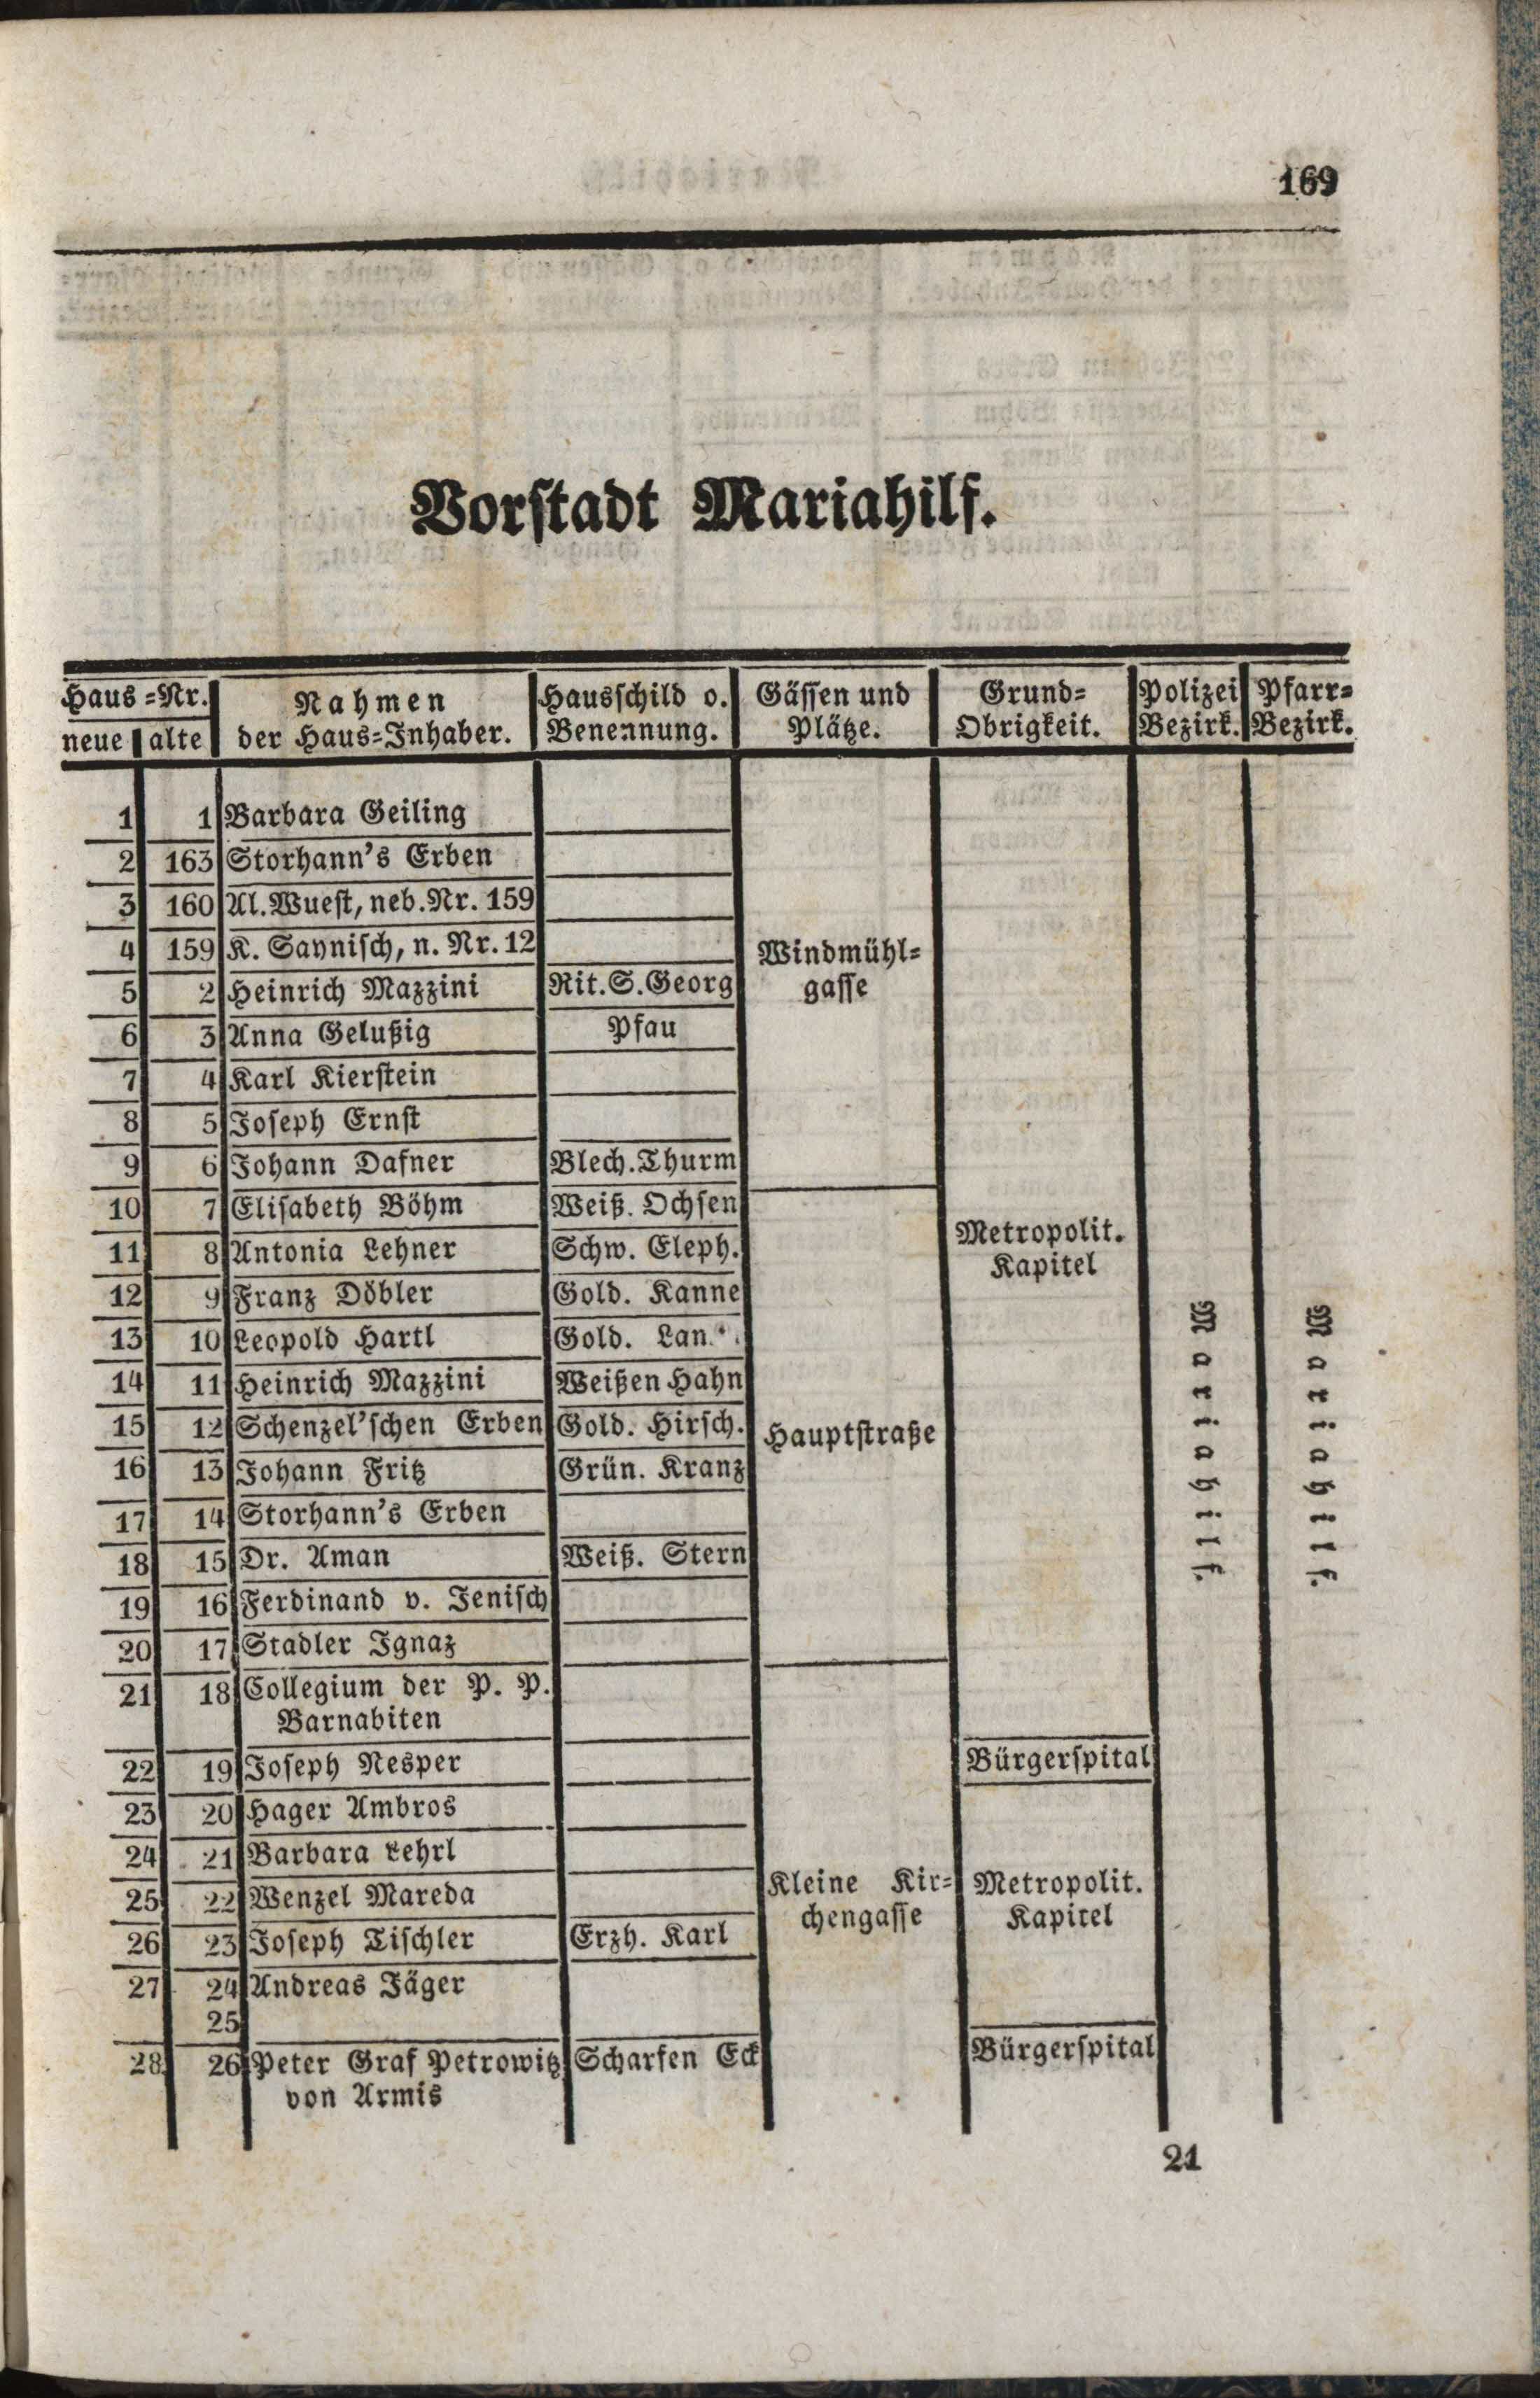 169
Vorstadt Mariahilf.
Haus-Nr. Nahmen Hausschild o. Gässen und Grund- Polizei Pfarr-
neue alte der Haus-Inhaber. Benennung. Plätze. Obrigkeit. Bezirk. Bezirk.
1 1 Barbara Geiling
2 163 Storhann's Erben
3 160 Al. Wuest, neb. Nr. 159
4 159 K. Saynisch, n. Nr. 12 Windmühl-
5 2 Heinrich Mazzini Rit. S. Georg gasse
6 3 Anna Gelußig Pfau
7 4 Karl Kierstein
8 5 Joseph Ernst
9 6 Johann Dafner Blech. Thurm
10 7 Elisabeth Böhm Weiß. Ochsen
11 8 Antonia Lehner Schw. Eleph. Metropolit.
12 9 Franz Döbler Gold. Kanne Kapitel
13 10 Leopold Hartl Gold.
14 11 Heinrich Mazzini Weißen Hahn
15 12 Schenzel'schen Erben Gold. Hirsch. Hauptstraße
16 13 Johann Fritz Grün. Kranz
17 14 Storhann's Erben
18 15 Dr. Aman Weiß. Stern
19 16 Ferdinand v. Jenisch
20 17 Stadler Ignaz
21 18 Collegium der P. P.
Barnabiten
22 19 Joseph Nesper Bürgerspital
23 20 Hager Ambros
24 21 Barbara Lehrl
25 22 Wenzel Mareda Kleine Kir- Metropolit.
26 23 Joseph Tischler Erzh. Karl chengasse Kapitel
27 24 Andreas Jäger
25
28 26 Peter Graf Petrowitz Scharfen Eck Bürgerspital
von Armis
Mariahilf.
Mariahilf.
21